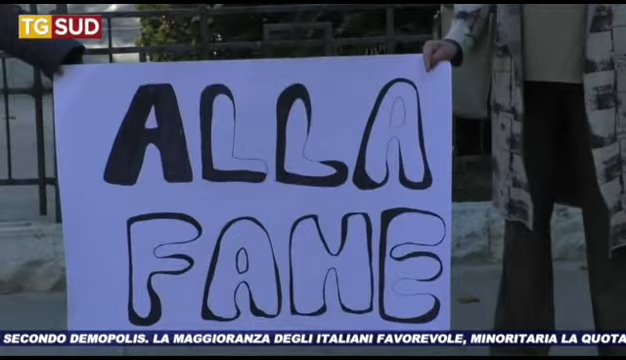 TG SUD
ALLA
FAME
SECONDO DEMOPOLIS. LA MAGGIORANZA DEGLI ITALIANI FAVOREVOLE, MINORITARIA LA QUOTA